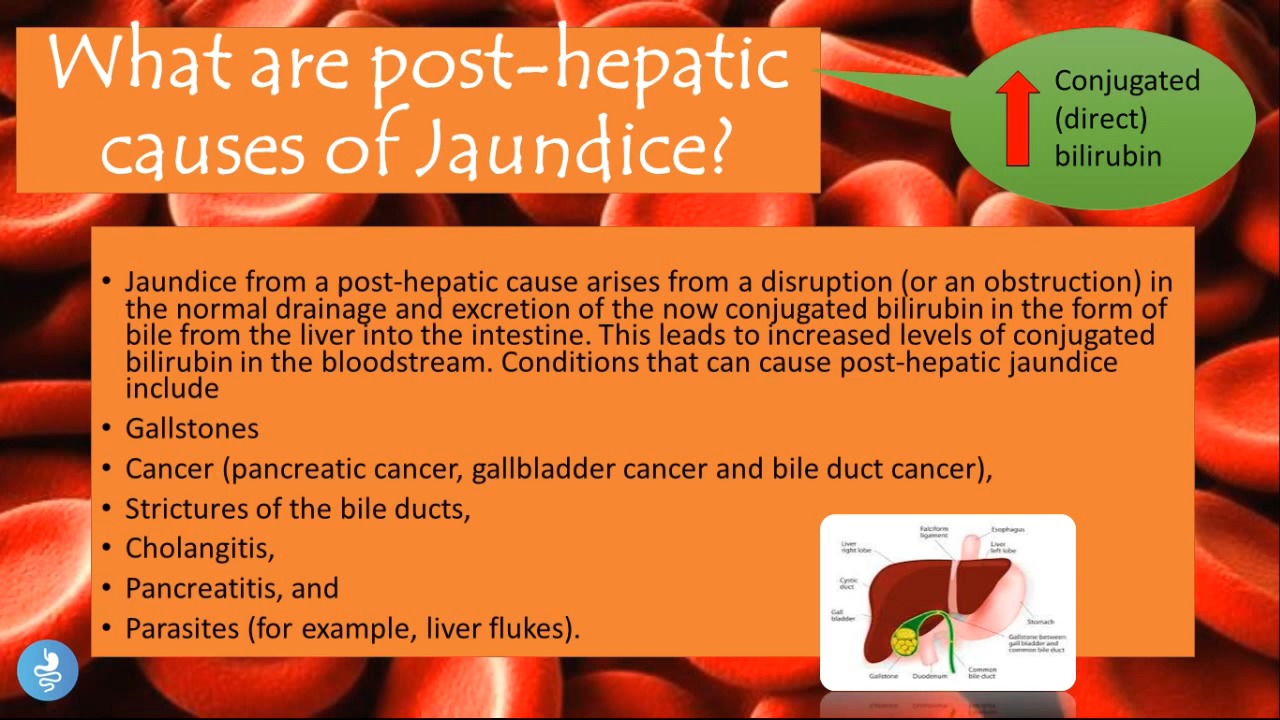 What are post-hepatic
causes of Jaundice?
Conjugated
(direct)
bilirubin
• Jaundice from a post-hepatic cause arises from a disruption (or an obstruction) in
the normal drainage and excretion of the now conjugated bilirubin in the form of
bile from the liver into the intestine. This leads to increased levels of conjugated
bilirubin in the bloodstream. Conditions that can cause post-hepatic jaundice
include
• Gallstones
• Cancer (pancreatic cancer, gallbladder cancer and bile duct cancer),
• Strictures of the bile ducts,
• Cholangitis,
• Pancreatitis, and
• Parasites (for example, liver flukes).
Falciform
ligament
Esophagus
Liver
right lobe
Liver
left lobe
Cystic
duct
Gall
bladder
Stomach
Gallstone between
gall bladder and
common bile duct
Gallstone
Duodenum
Common
bile duct